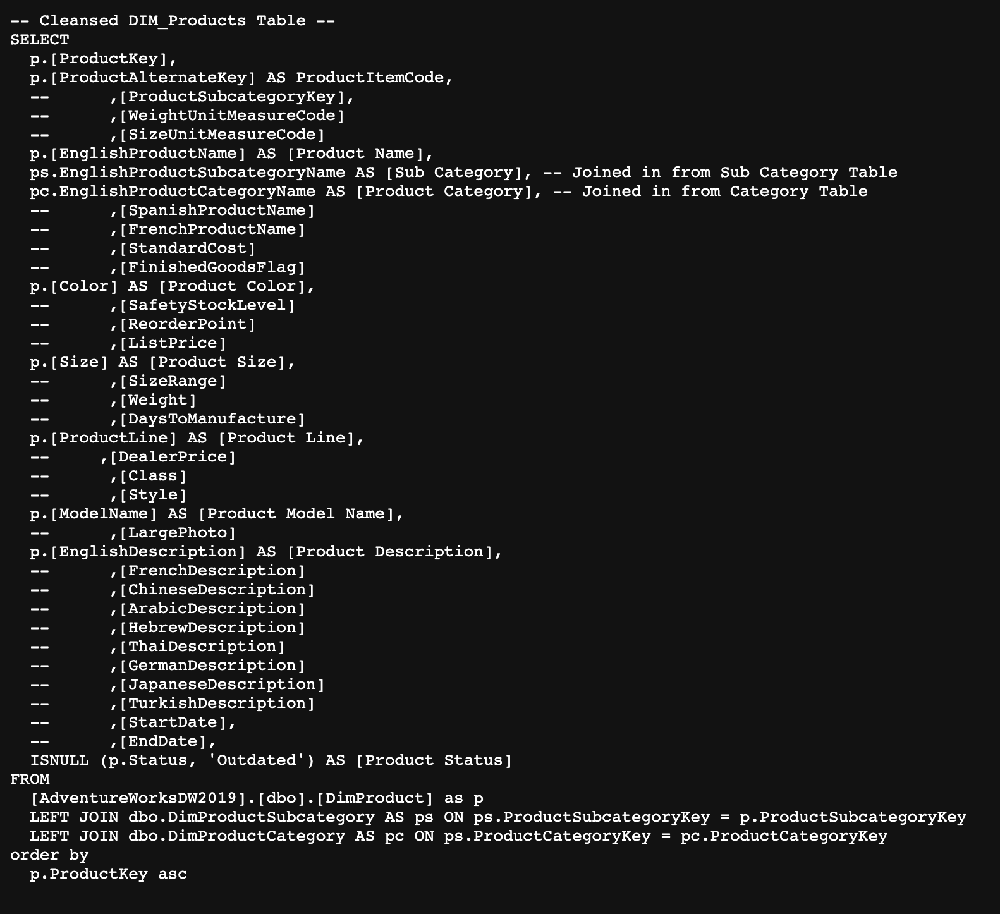 -- Cleansed DIM_Products Table --
SELECT
  p.[ProductKey],
  p.[ProductAlternateKey] AS ProductItemCode,
  --      ,[ProductSubcategoryKey],
  --      ,[WeightUnitMeasureCode]
  --      ,[SizeUnitMeasureCode]
  p.[EnglishProductName] AS [Product Name],
  ps.EnglishProductSubcategoryName AS [Sub Category], -- Joined in from Sub Category Table
  pc.EnglishProductCategoryName AS [Product Category], -- Joined in from Category Table
  --      ,[SpanishProductName]
  --      ,[FrenchProductName]
  --      ,[StandardCost]
  --      ,[FinishedGoodsFlag]
  p.[Color] AS [Product Color],
  --      ,[SafetyStockLevel]
  --      ,[ReorderPoint]
  --      ,[ListPrice]
  p.[Size] AS [Product Size],
  --      ,[SizeRange]
  --      ,[Weight]
  --      ,[DaysToManufacture]
  p.[ProductLine] AS [Product Line],
  --     ,[DealerPrice]
  --      ,[Class]
  --      ,[Style]
  p.[ModelName] AS [Product Model Name],
  --      ,[LargePhoto]
  p.[EnglishDescription] AS [Product Description],
  --      ,[FrenchDescription]
  --      ,[ChineseDescription]
  --      ,[ArabicDescription]
  --      ,[HebrewDescription]
  --      ,[ThaiDescription]
  --      ,[GermanDescription]
  --      ,[JapaneseDescription]
  --      ,[TurkishDescription]
  --      ,[StartDate],
  --      ,[EndDate],
  ISNULL (p.Status, 'Outdated') AS [Product Status]
FROM
  [AdventureWorksDW2019].[dbo].[DimProduct] as p
  LEFT JOIN dbo.DimProductSubcategory AS ps ON ps.ProductSubcategoryKey = p.ProductSubcategoryKey
  LEFT JOIN dbo.DimProductCategory AS pc ON ps.ProductCategoryKey = pc.ProductCategoryKey
order by
  p.ProductKey asc